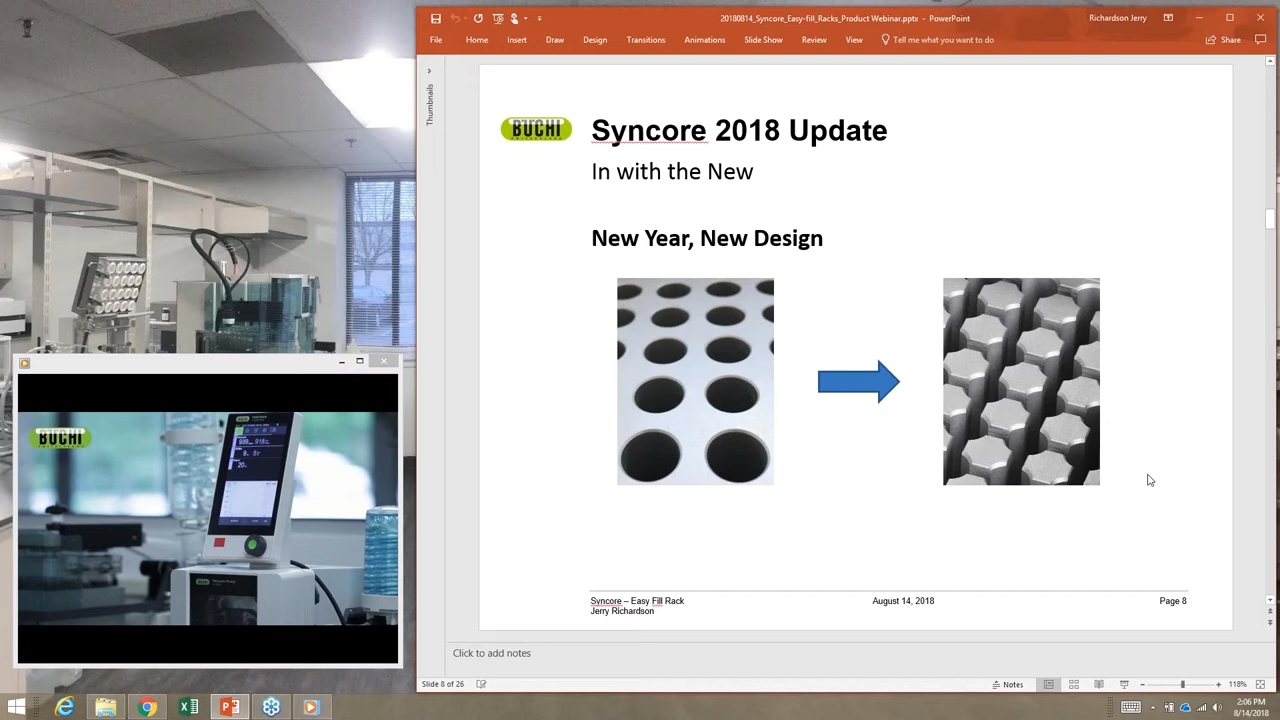 20180814_Syncore_Easy-fill_Racks_Product Webinar.pptx - PowerPoint
Richardson Jerry
File Home Insert Draw Design Transitions Animations Slide Show Review View Tell me what you want to do Share
Thumbnails
BUCHI
Syncore 2018 Update
In with the New
New Year, New Design
BUCHI
Syncore – Easy Fill Rack August 14, 2018 Page 8
Jerry Richardson
Click to add notes
Slide 8 of 26 Notes 118%
2:06 PM
8/14/2018